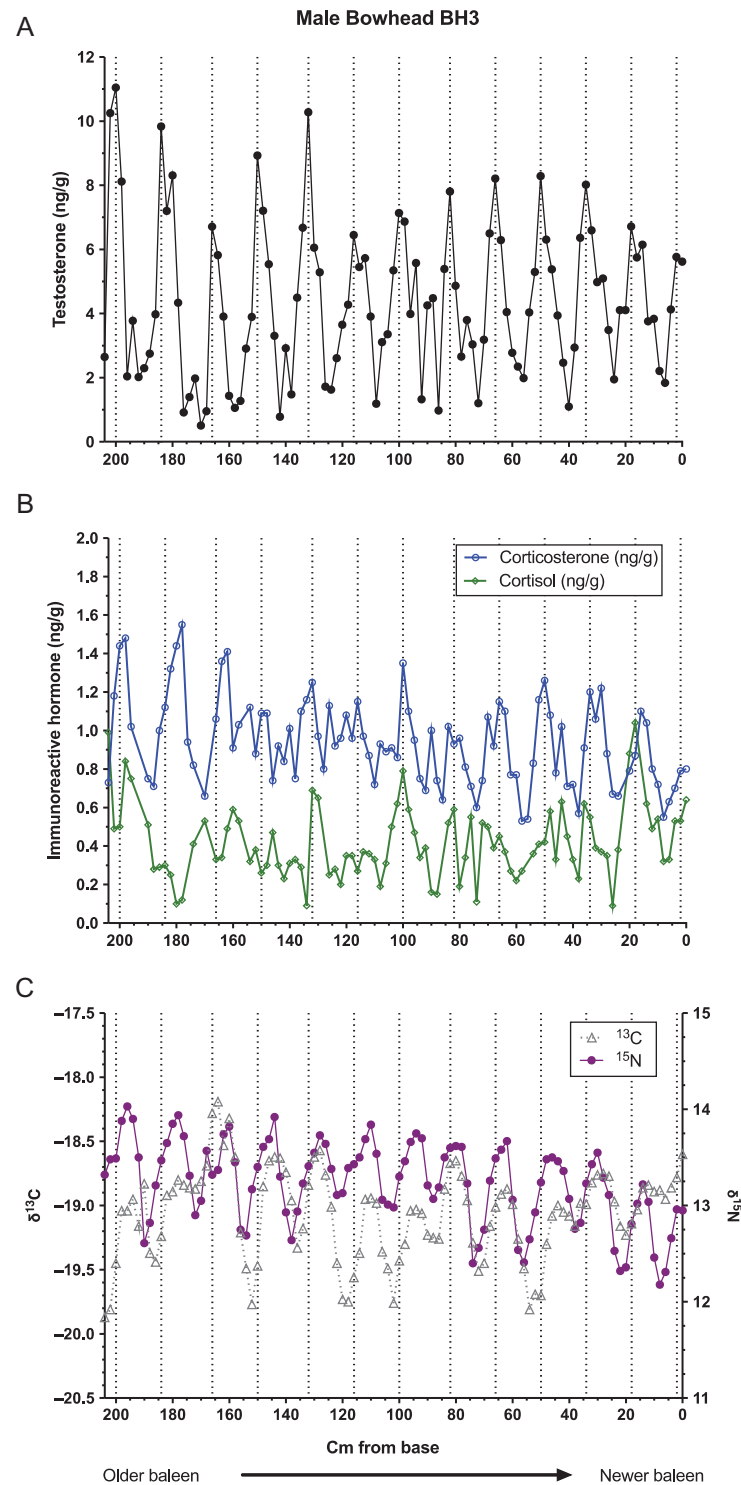 Male Bowhead BH3
A
12
10
8
6
4
2
0
Testosterone (ng/g)
200 180 160 140 120 100 80 60 40 20 0
B
2.0
1.8
1.6
1.4
1.2
1.0
0.8
0.6
0.4
0.2
0.0
Immunoreactive hormone (ng/g)
Corticosterone (ng/g)
Cortisol (ng/g)
200 180 160 140 120 100 80 60 40 20 0
C
–17.5
–18.0
–18.5
–19.0
–19.5
–20.0
–20.5
δ¹³C
¹³C
¹⁵N
15
14
13
12
11
δ¹⁵N
200 180 160 140 120 100 80 60 40 20 0
Cm from base
Older baleen Newer baleen